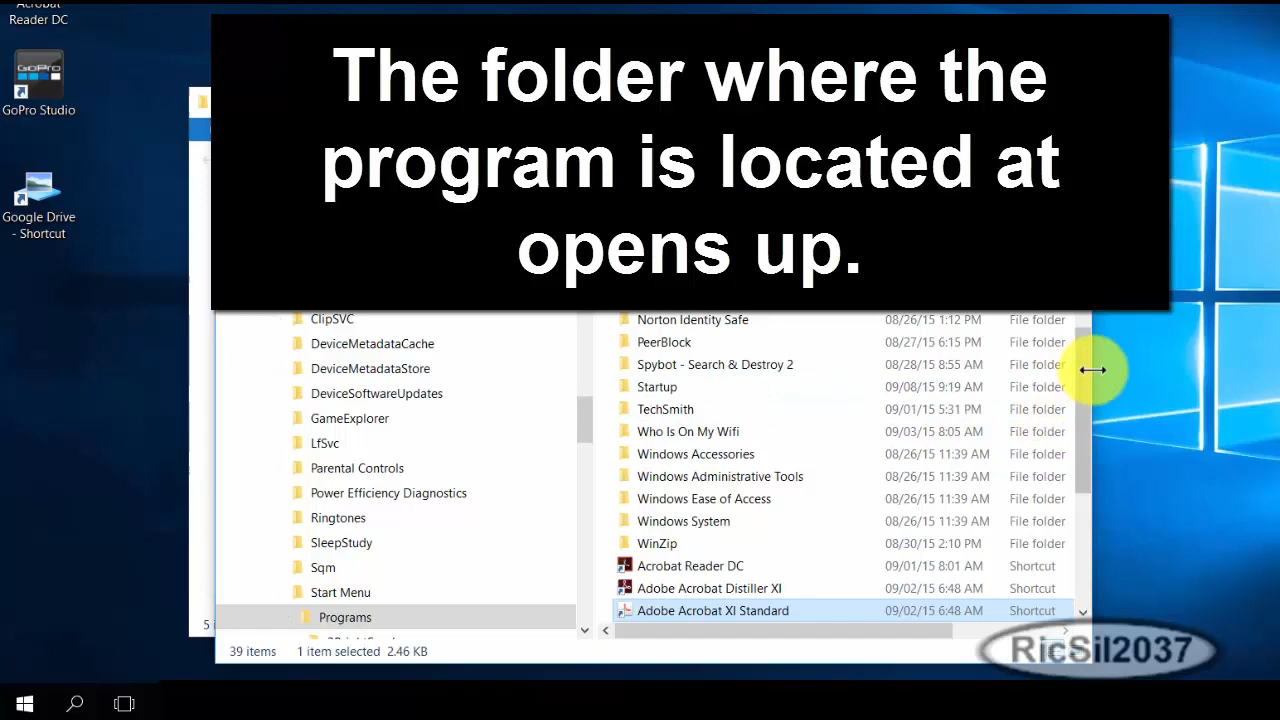 Acrobat
Reader DC
GoPro
GoPro Studio
Google Drive
- Shortcut
The folder where the
program is located at
opens up.
ClipSVC
DeviceMetadataCache
DeviceMetadataStore
DeviceSoftwareUpdates
GameExplorer
LfSvc
Parental Controls
Power Efficiency Diagnostics
Ringtones
SleepStudy
Sqm
Start Menu
Programs
Norton Identity Safe 08/26/15 1:12 PM File folder
PeerBlock 08/27/15 6:15 PM File folder
Spybot - Search & Destroy 2 08/28/15 8:55 AM File folder
Startup 09/08/15 9:19 AM File folder
TechSmith 09/01/15 5:31 PM File folder
Who Is On My Wifi 09/03/15 8:05 AM File folder
Windows Accessories 08/26/15 11:39 AM File folder
Windows Administrative Tools 08/26/15 11:39 AM File folder
Windows Ease of Access 08/26/15 11:39 AM File folder
Windows System 08/26/15 11:39 AM File folder
WinZip 08/30/15 2:10 PM File folder
Acrobat Reader DC 09/01/15 8:01 AM Shortcut
Adobe Acrobat Distiller XI 09/02/15 6:48 AM Shortcut
Adobe Acrobat XI Standard 09/02/15 6:48 AM Shortcut
5 i
39 items 1 item selected 2.46 KB
RicSil2037